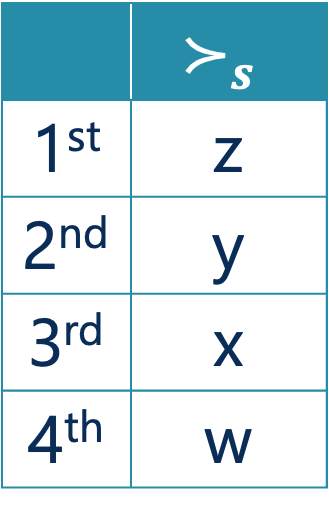 ≻s
1st z
2nd y
3rd x
4th w